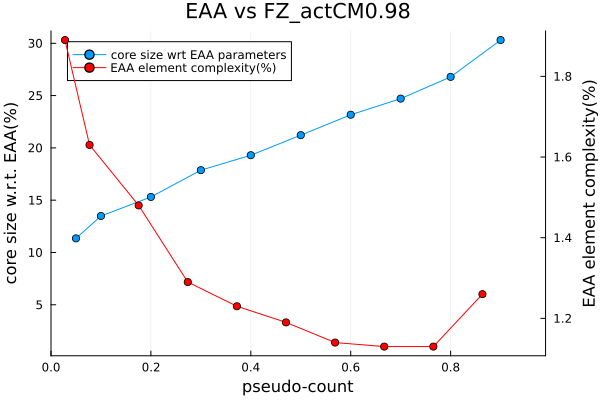 EAA vs FZ_actCM0.98
core size wrt EAA parameters
EAA element complexity(%)
core size w.r.t. EAA(%)
30
25
20
15
10
5
EAA element complexity(%)
1.8
1.6
1.4
1.2
0.0 0.2 0.4 0.6 0.8
pseudo-count